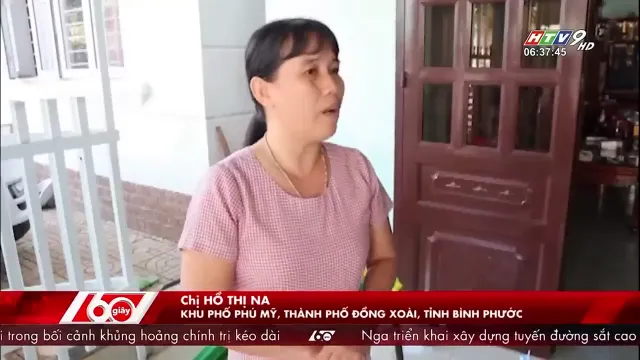 HTV9 HD
06:37:45
Chị HỒ THỊ NA
60 giây
KHU PHỐ PHÚ MỸ, THÀNH PHỐ ĐỒNG XOÀI, TỈNH BÌNH PHƯỚC
i trong bối cảnh khủng hoảng chính trị kéo dài 60 Nga triển khai xây dựng tuyến đường sắt cao